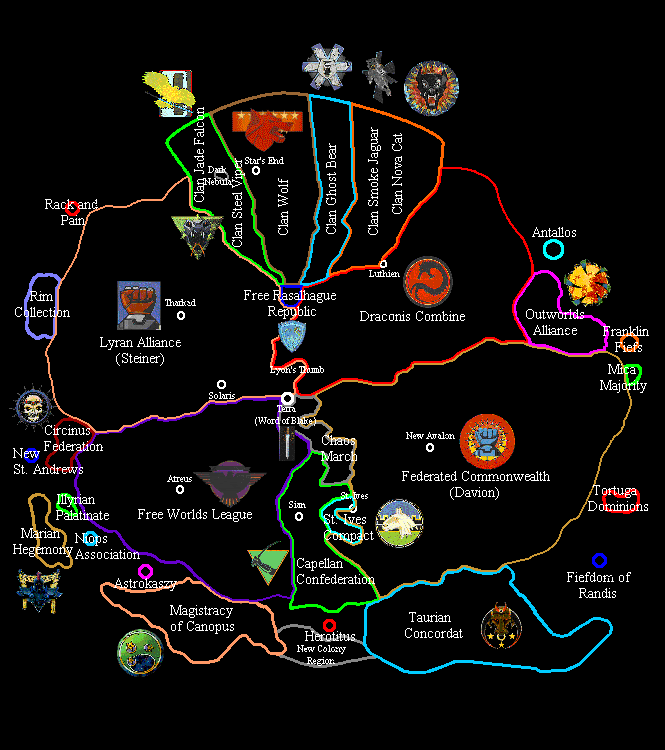 Clan Jade Falcon
Clan Steel Viper
Clan Wolf
Clan Ghost Bear
Clan Smoke Jaguar
Clan Nova Cat
Dark
Nebula
Star's End
Rack and
Pain
Antallos
Luthien
Free Rasalhague
Republic
Draconis Combine
Outworlds
Alliance
Rim
Collection
Tharkad
Lyran Alliance
(Steiner)
Franklin
Fiefs
Mica
Majority
Lyon's Thumb
Solaris
Terra
(Word of Blake)
Circinus
Federation
New
St. Andrews
Chaos
March
New Avalon
Federated Commonwealth
(Davion)
Atreus
Free Worlds League
Sian
St. Ives
St. Ives
Compact
Tortuga
Dominions
Illyrian
Palatinate
Marian
Hegemony
Niops
Association
Astrokaszy
Capellan
Confederation
Fiefdom of
Randis
Magistracy
of Canopus
Herotitus
New Colony
Region
Taurian
Concordat